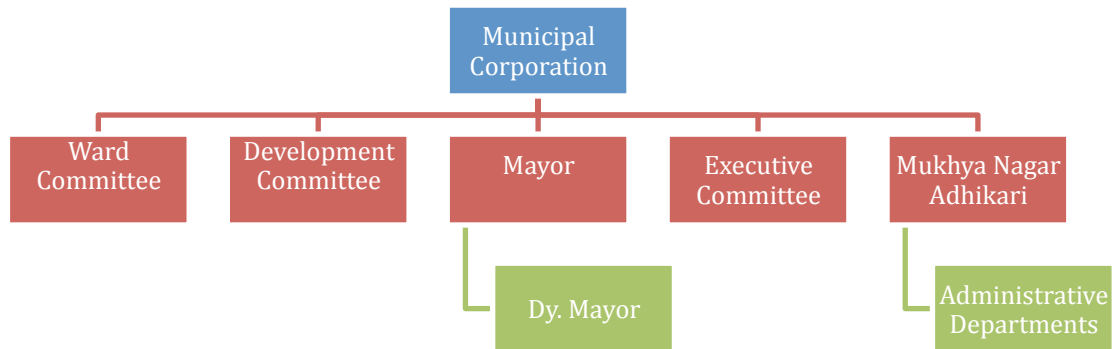 Municipal
Corporation
Ward
Committee
Development
Committee
Mayor
Executive
Committee
Mukhya Nagar
Adhikari
Dy. Mayor
Administrative
Departments